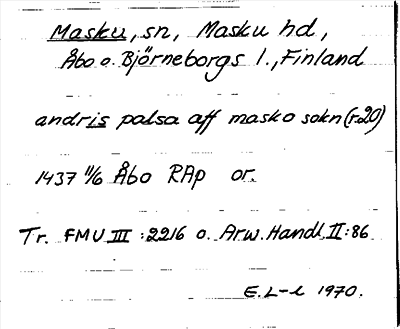 Masku, sn, Masku hd,
Åbo o. Björneborgs l., Finland
andris palsa aff masko sokn (r.20)
1437 11/6 Åbo RAp or.
Tr. FMU III :2216 o. Arw. Handl. II:86
E.L-l 1970.